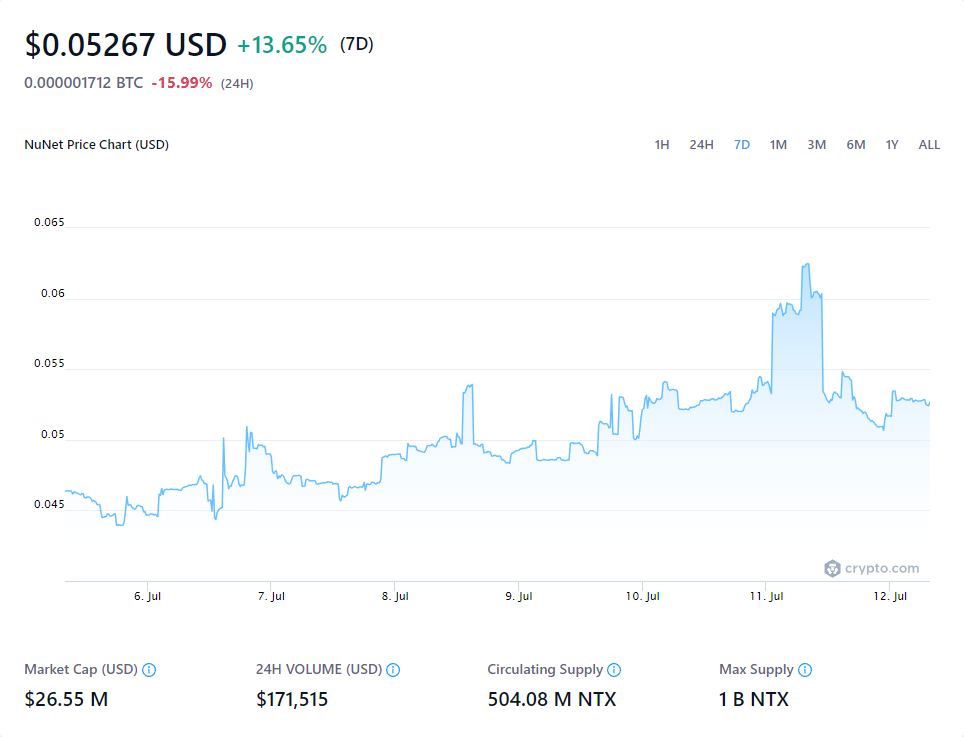 $0.05267 USD +13.65% (7D)
0.000001712 BTC -15.99% (24H)
NuNet Price Chart (USD) 1H 24H 7D 1M 3M 6M 1Y ALL
0.065
0.06
0.055
0.05
0.045
crypto.com
6. Jul 7. Jul 8. Jul 9. Jul 10. Jul 11. Jul 12. Jul
Market Cap (USD) 24H VOLUME (USD) Circulating Supply Max Supply
$26.55 M $171,515 504.08 M NTX 1 B NTX